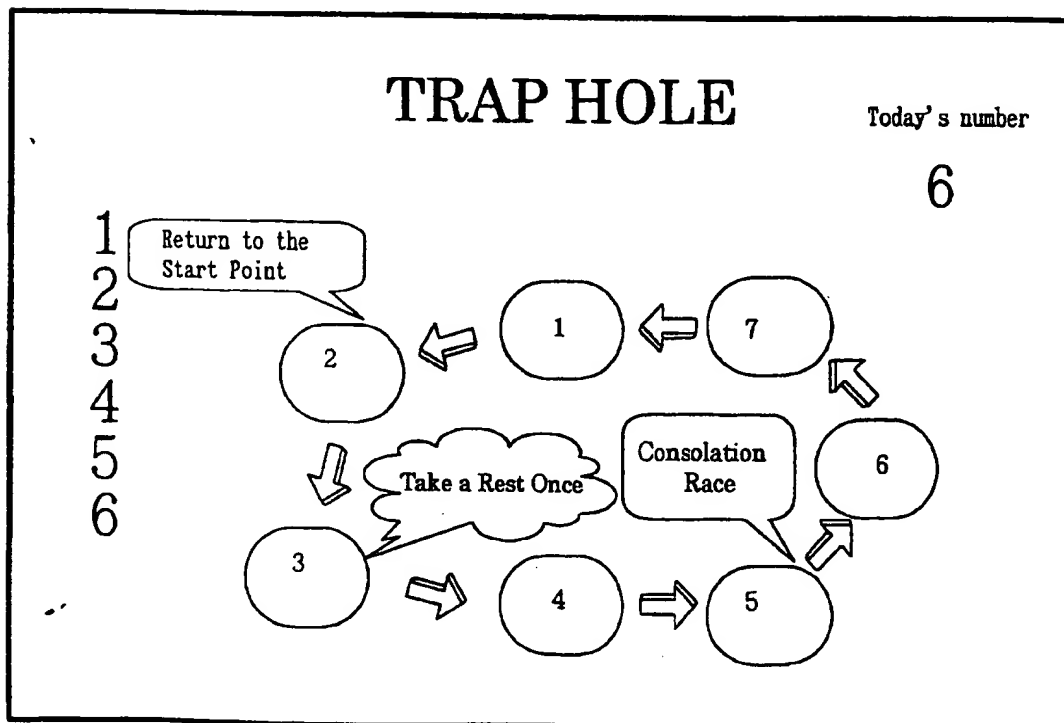 TRAP HOLE
Today's number
6
1
2
3
4
5
6
Return to the
Start Point
2
1
7
Take a Rest Once
Consolation
Race
6
3
4
5